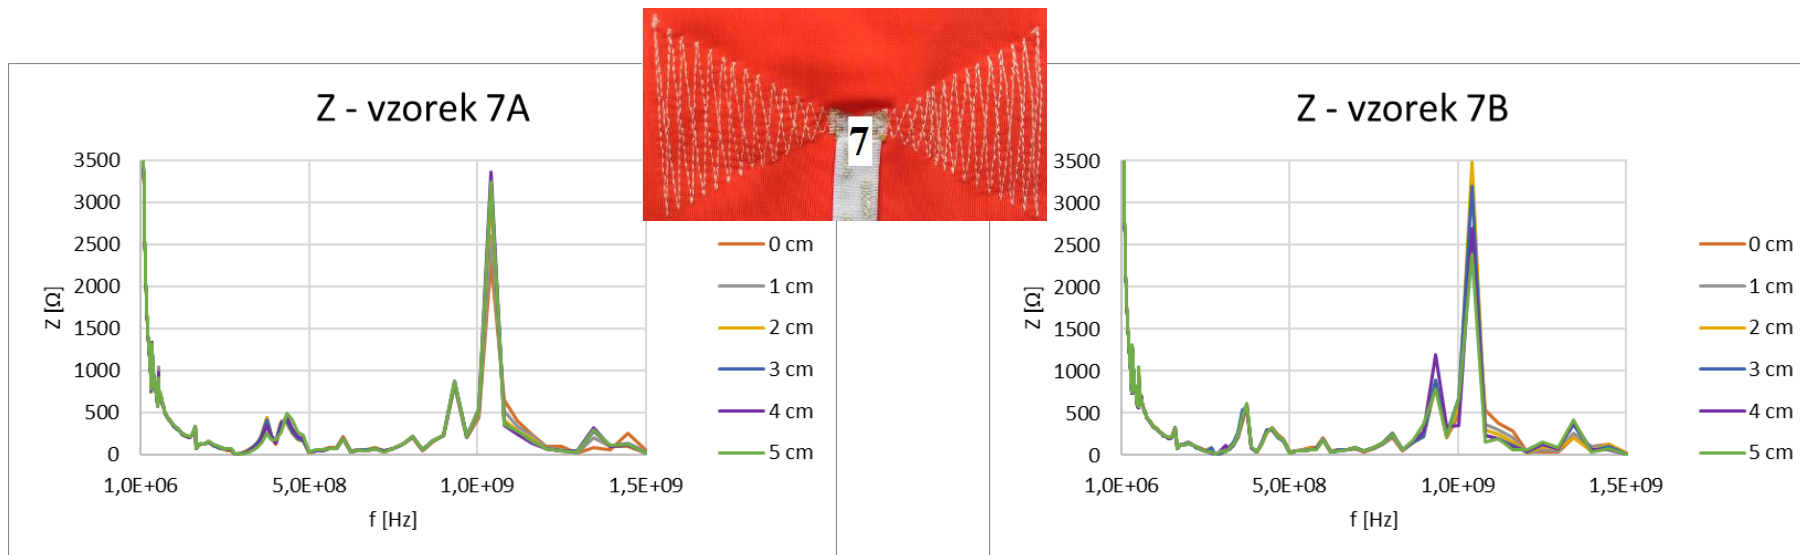 Z - vzorek 7A
3500
3000
2500
2000
1500
1000
500
0
Z [Ω]
1,0E+06
5,0E+08
1,0E+09
1,5E+09
f [Hz]
0 cm
1 cm
2 cm
3 cm
4 cm
5 cm
7
Z - vzorek 7B
3500
3000
2500
2000
1500
1000
500
0
Z [Ω]
1,0E+06
5,0E+08
1,0E+09
1,5E+09
f [Hz]
0 cm
1 cm
2 cm
3 cm
4 cm
5 cm